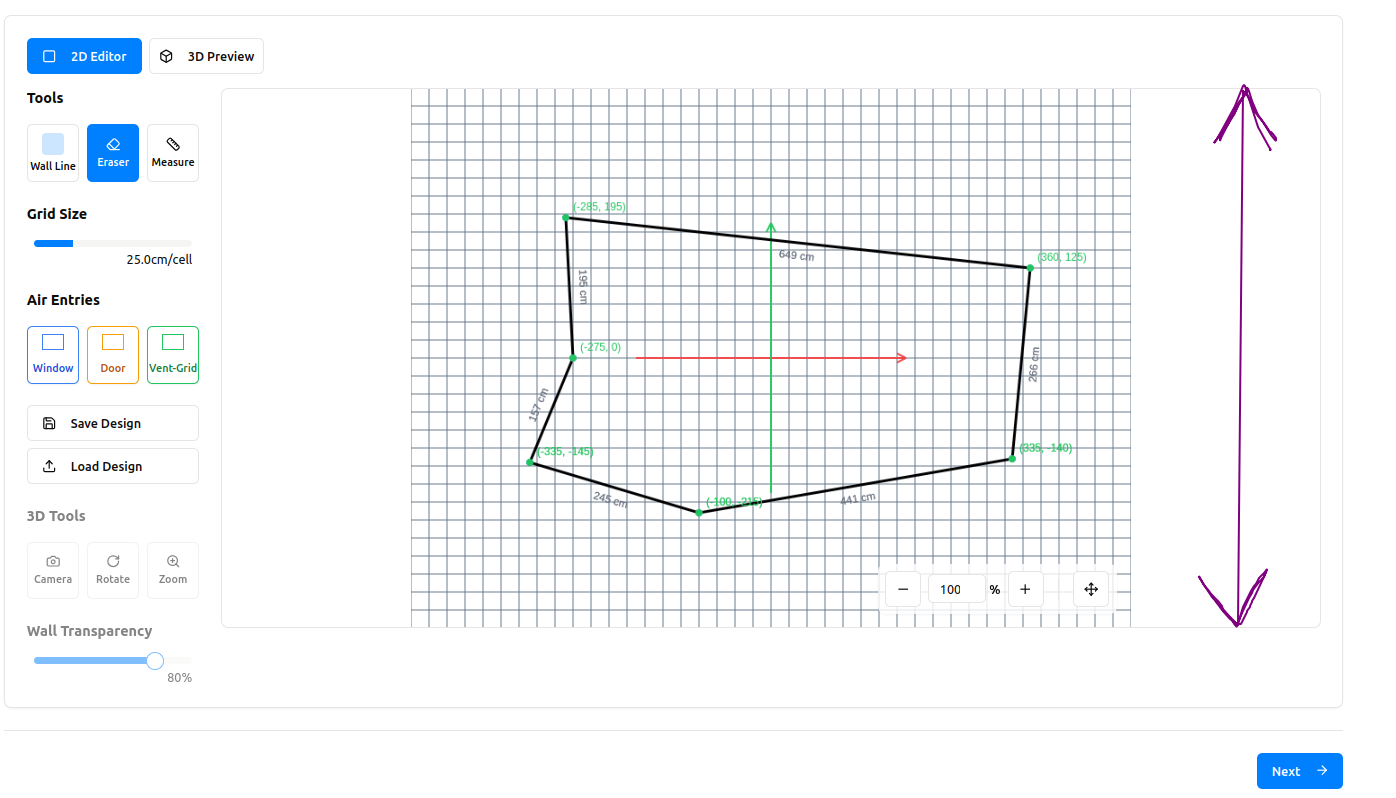 2D Editor
3D Preview
Tools
Wall Line
Eraser
Measure
Grid Size
25.0cm/cell
Air Entries
Window
Door
Vent-Grid
Save Design
Load Design
3D Tools
Camera
Rotate
Zoom
Wall Transparency
80%
(-285, 195)
649 cm
(360, 125)
195 cm
(-275, 0)
266 cm
157 cm
(-335, -145)
(335, -140)
245 cm
(-100, -215)
441 cm
100 %
Next